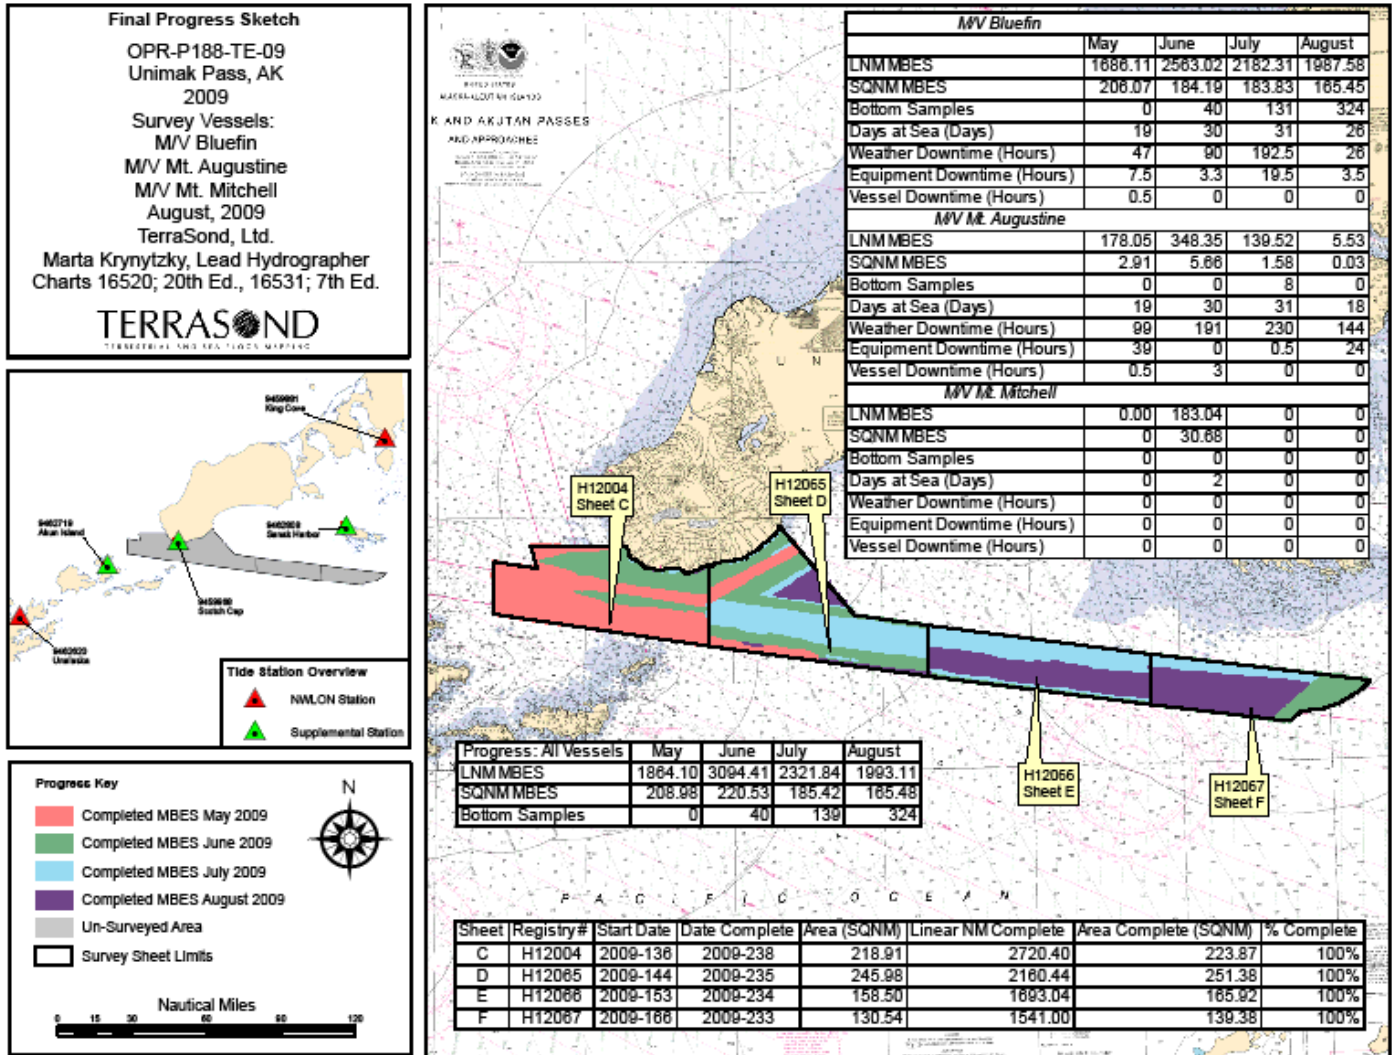 Final Progress Sketch
OPR-P188-TE-09
Unimak Pass, AK
2009
Survey Vessels:
M/V Bluefin
M/V Mt. Augustine
M/V Mt. Mitchell
August, 2009
TerraSond, Ltd.
Marta Krynytzky, Lead Hydrographer
Charts 16520; 20th Ed., 16531; 7th Ed.
TERRASOND
TERRESTRIAL AND SEA FLOOR MAPPING
King Cove
Akun Island
Sanak Harbor
Scotch Cap
Unalaska
Tide Station Overview
NWLON Station
Supplemental Station
Progress Key
N
Completed MBES May 2009
Completed MBES June 2009
Completed MBES July 2009
Completed MBES August 2009
Un-Surveyed Area
Survey Sheet Limits
Nautical Miles
0 15 30 60 90 120
K AND AKUTAN PASSES
AND APPROACHES
U N
M/V Bluefin
May June July August
LNM MBES 1686.11 2563.02 2182.31 1987.58
SQNM MBES 206.07 184.19 183.83 165.45
Bottom Samples 0 40 131 324
Days at Sea (Days) 19 30 31 26
Weather Downtime (Hours) 47 90 192.5 26
Equipment Downtime (Hours) 7.5 3.3 19.5 3.5
Vessel Downtime (Hours) 0.5 0 0 0
M/V Mt. Augustine
LNM MBES 178.05 348.35 139.52 5.53
SQNM MBES 2.91 5.66 1.58 0.03
Bottom Samples 0 0 8 0
Days at Sea (Days) 19 30 31 18
Weather Downtime (Hours) 99 191 230 144
Equipment Downtime (Hours) 39 0 0.5 24
Vessel Downtime (Hours) 0.5 3 0 0
M/V Mt. Mitchell
LNM MBES 0.00 183.04 0 0
SQNM MBES 0 30.68 0 0
Bottom Samples 0 0 0 0
Days at Sea (Days) 0 2 0 0
Weather Downtime (Hours) 0 0 0 0
Equipment Downtime (Hours) 0 0 0 0
Vessel Downtime (Hours) 0 0 0 0
H12004
Sheet C
H12065
Sheet D
H12066
Sheet E
H12067
Sheet F
Progress: All Vessels May June July August
LNM MBES 1864.10 3094.41 2321.84 1993.11
SQNM MBES 208.98 220.53 185.42 165.48
Bottom Samples 0 40 139 324
P A C I F I C O C E A N
Sheet Registry# Start Date Date Complete Area (SQNM) Linear NM Complete Area Complete (SQNM) % Complete
C H12004 2009-136 2009-238 218.91 2720.40 223.87 100%
D H12065 2009-144 2009-235 245.98 2160.44 251.38 100%
E H12066 2009-153 2009-234 158.50 1693.04 165.92 100%
F H12067 2009-166 2009-233 130.54 1541.00 139.38 100%